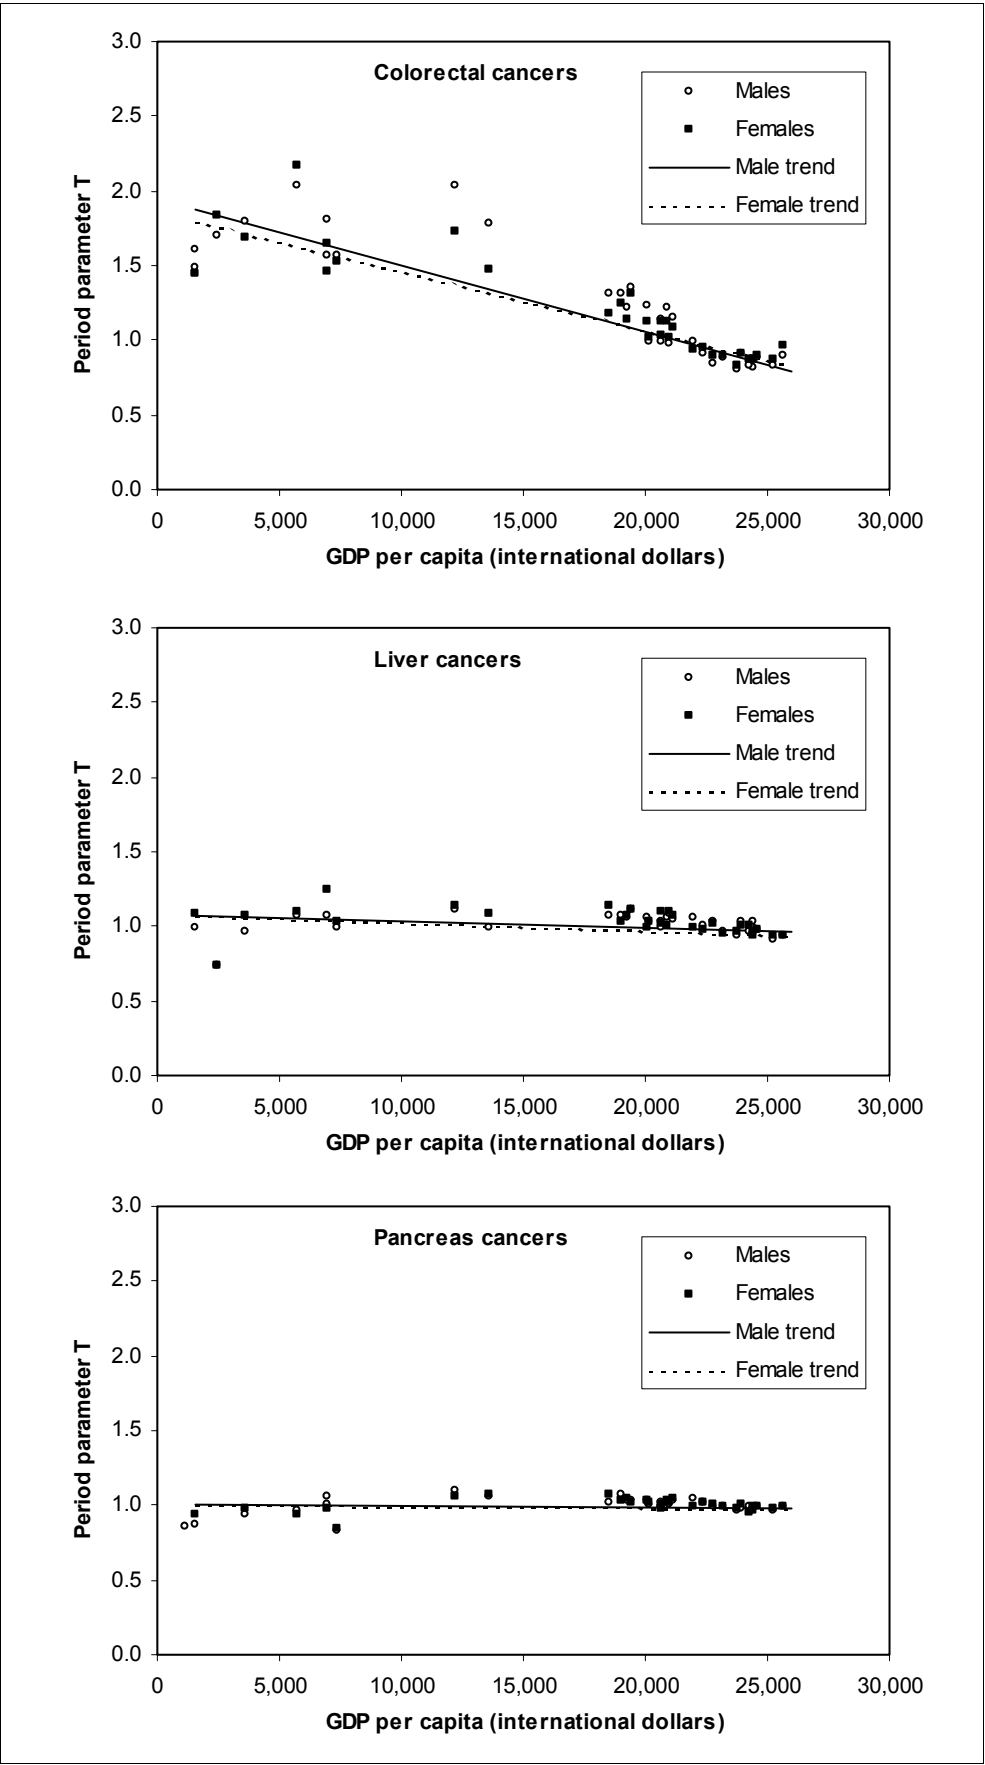 3.0
Colorectal cancers
Males
2.5
Females
2.0
Male trend
Female trend
1.5
1.0
0.5
0.0
Period parameter T
0 5,000 10,000 15,000 20,000 25,000 30,000
GDP per capita (international dollars)
3.0
Liver cancers
Males
2.5
Females
2.0
Male trend
Female trend
1.5
1.0
0.5
0.0
Period parameter T
0 5,000 10,000 15,000 20,000 25,000 30,000
GDP per capita (international dollars)
3.0
Pancreas cancers
Males
2.5
Females
2.0
Male trend
Female trend
1.5
1.0
0.5
0.0
Period parameter T
0 5,000 10,000 15,000 20,000 25,000 30,000
GDP per capita (international dollars)